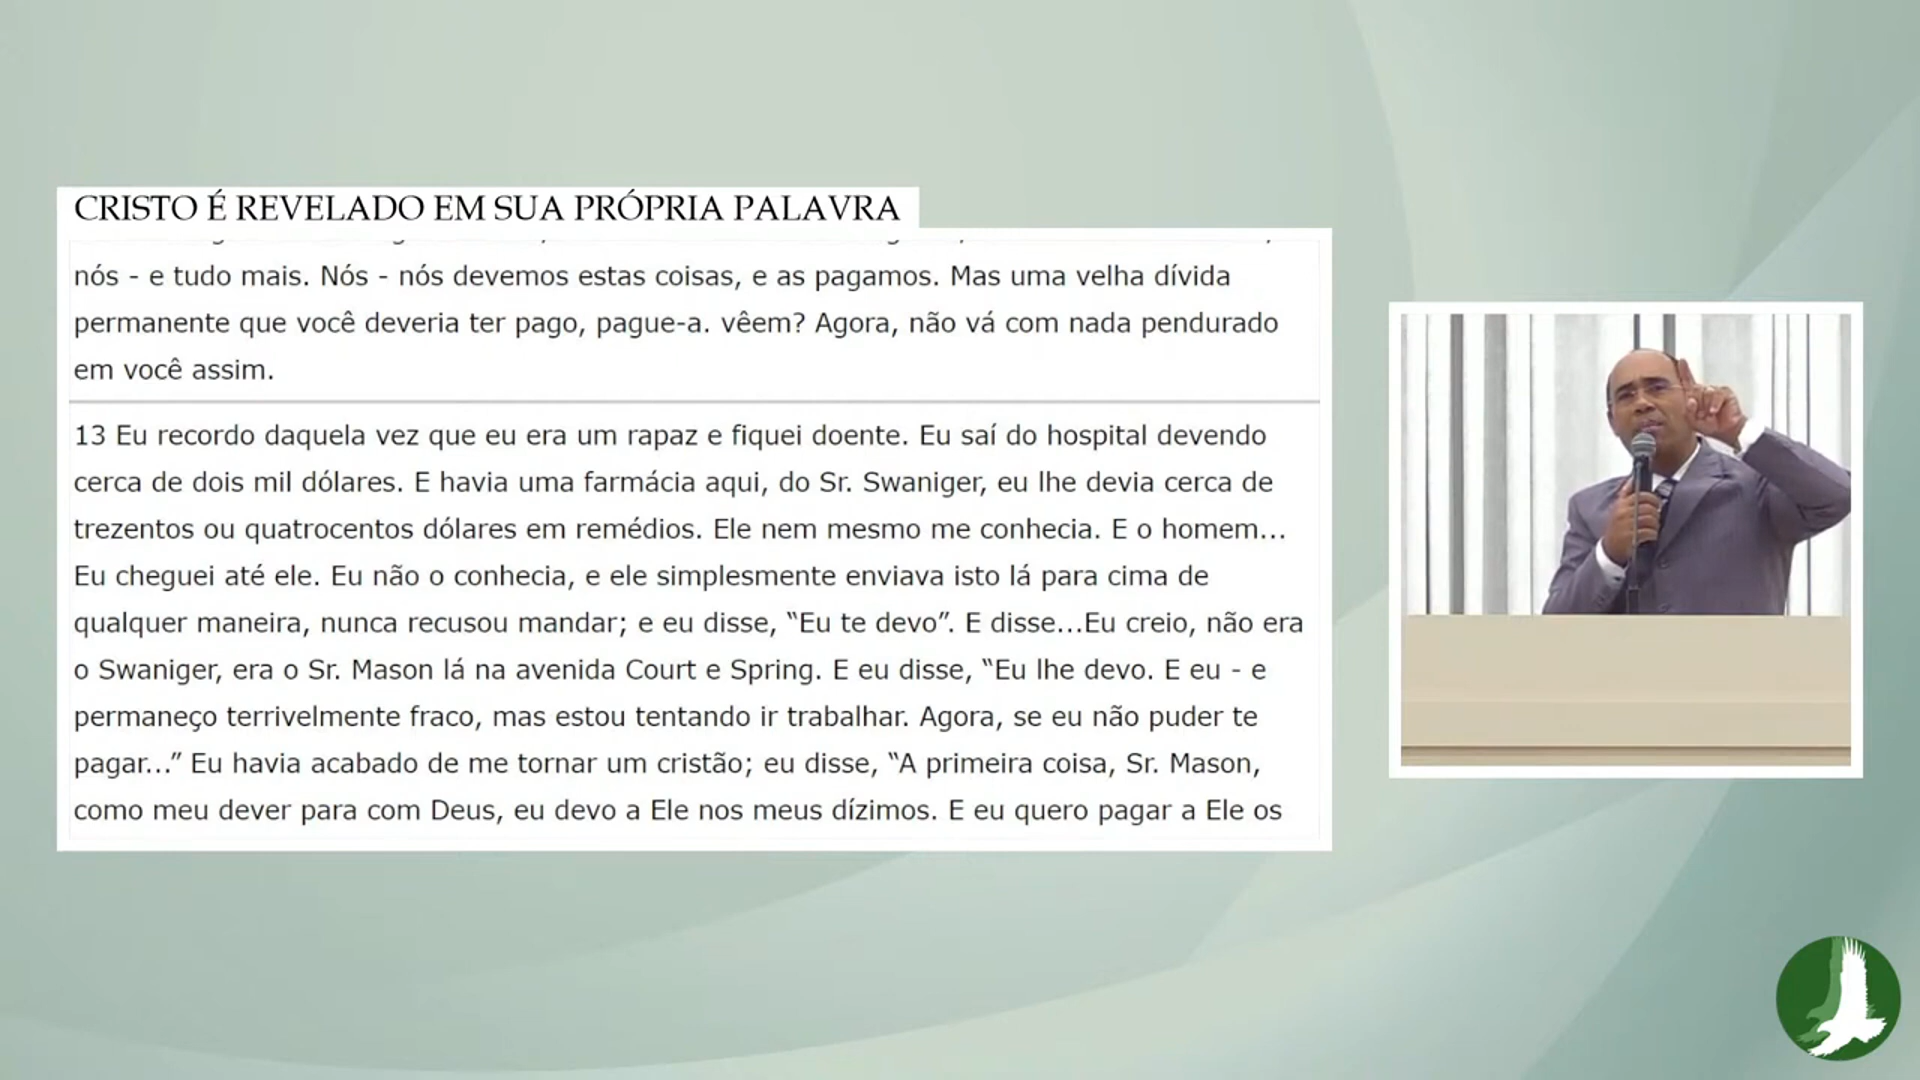 CRISTO É REVELADO EM SUA PRÓPRIA PALAVRA
nós - e tudo mais. Nós - nós devemos estas coisas, e as pagamos. Mas uma velha dívida
permanente que você deveria ter pago, pague-a. vêem? Agora, não vá com nada pendurado
em você assim.
13 Eu recordo daquela vez que eu era um rapaz e fiquei doente. Eu saí do hospital devendo
cerca de dois mil dólares. E havia uma farmácia aqui, do Sr. Swaniger, eu lhe devia cerca de
trezentos ou quatrocentos dólares em remédios. Ele nem mesmo me conhecia. E o homem...
Eu cheguei até ele. Eu não o conhecia, e ele simplesmente enviava isto lá para cima de
qualquer maneira, nunca recusou mandar; e eu disse, “Eu te devo”. E disse...Eu creio, não era
o Swaniger, era o Sr. Mason lá na avenida Court e Spring. E eu disse, “Eu lhe devo. E eu - e
permaneço terrivelmente fraco, mas estou tentando ir trabalhar. Agora, se eu não puder te
pagar...” Eu havia acabado de me tornar um cristão; eu disse, “A primeira coisa, Sr. Mason,
como meu dever para com Deus, eu devo a Ele nos meus dízimos. E eu quero pagar a Ele os